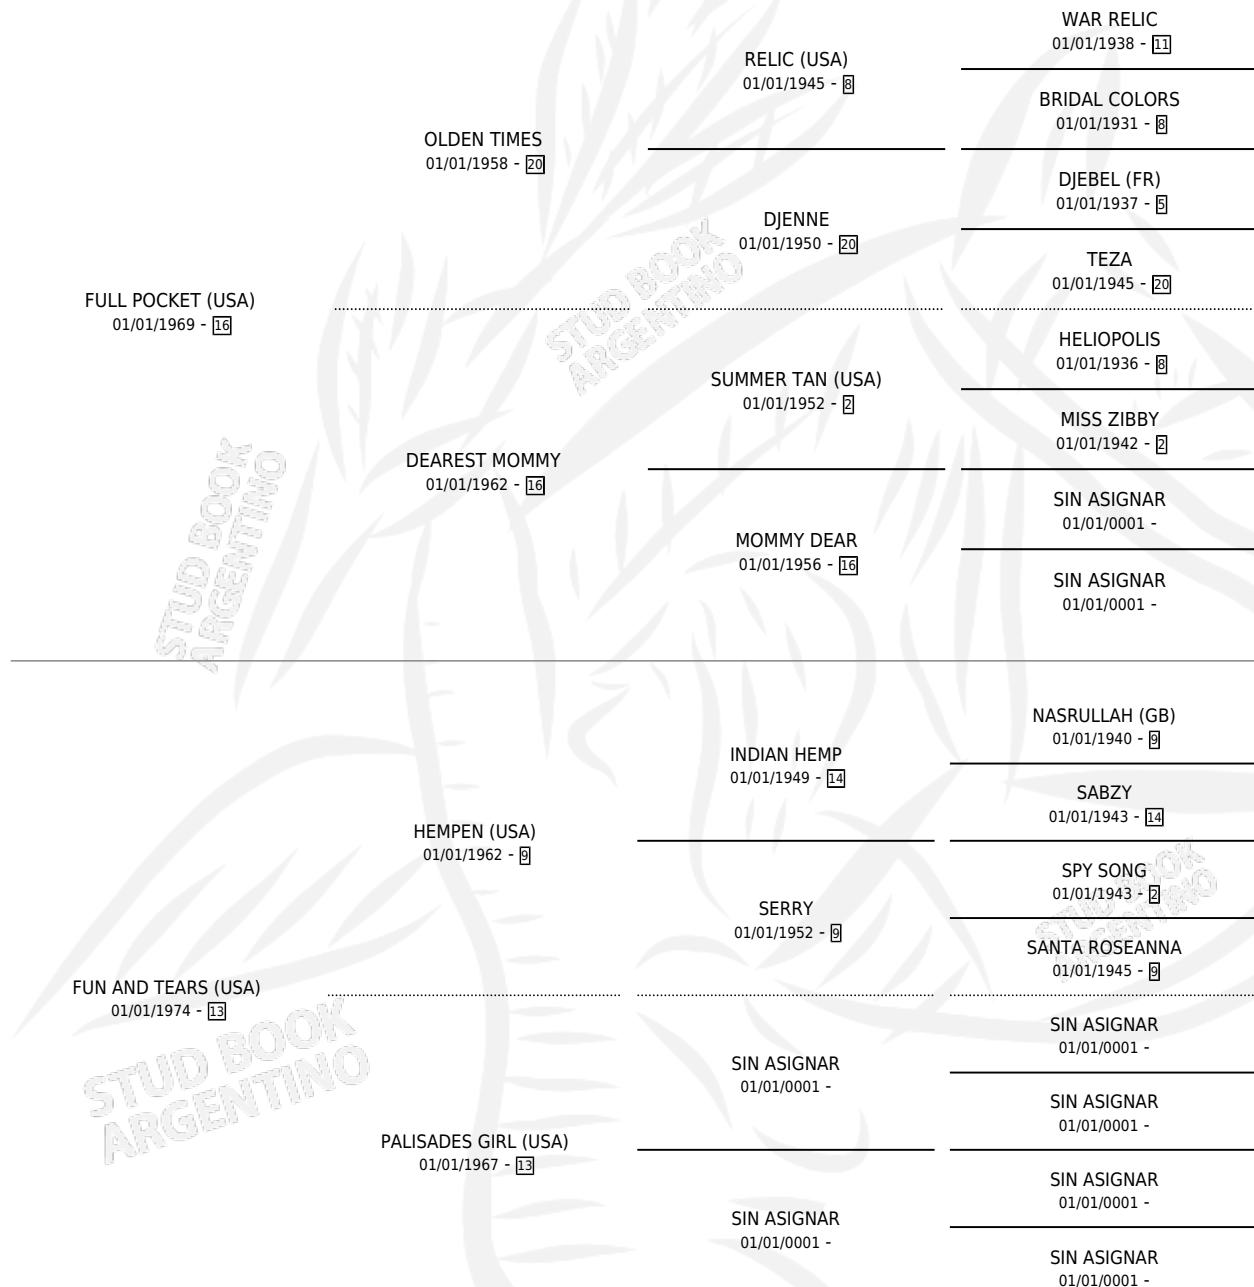 WAR RELIC
01/01/1938 - 11
RELIC (USA)
01/01/1945 - 8
BRIDAL COLORS
01/01/1931 - 8
OLDEN TIMES
01/01/1958 - 20
DJEBEL (FR)
01/01/1937 - 5
DJENNE
01/01/1950 - 20
TEZA
01/01/1945 - 20
FULL POCKET (USA)
01/01/1969 - 16
STUD BOOK
ARGENTINO
HELIOPOLIS
01/01/1936 - 8
SUMMER TAN (USA)
01/01/1952 - 2
MISS ZIBBY
01/01/1942 - 2
DEAREST MOMMY
01/01/1962 - 16
SIN ASIGNAR
01/01/0001 -
MOMMY DEAR
01/01/1956 - 16
SIN ASIGNAR
01/01/0001 -
STUD BOOK
ARGENTINO
NASRULLAH (GB)
01/01/1940 - 9
INDIAN HEMP
01/01/1949 - 14
SABZY
01/01/1943 - 14
HEMPEN (USA)
01/01/1962 - 9
SPY SONG
01/01/1943 - 2
SERRY
01/01/1952 - 9
SANTA ROSEANNA
01/01/1945 - 9
STUD BOOK
ARGENTINO
FUN AND TEARS (USA)
01/01/1974 - 13
SIN ASIGNAR
01/01/0001 -
SIN ASIGNAR
01/01/0001 -
SIN ASIGNAR
01/01/0001 -
STUD BOOK
ARGENTINO
PALISADES GIRL (USA)
01/01/1967 - 13
SIN ASIGNAR
01/01/0001 -
SIN ASIGNAR
01/01/0001 -
SIN ASIGNAR
01/01/0001 -